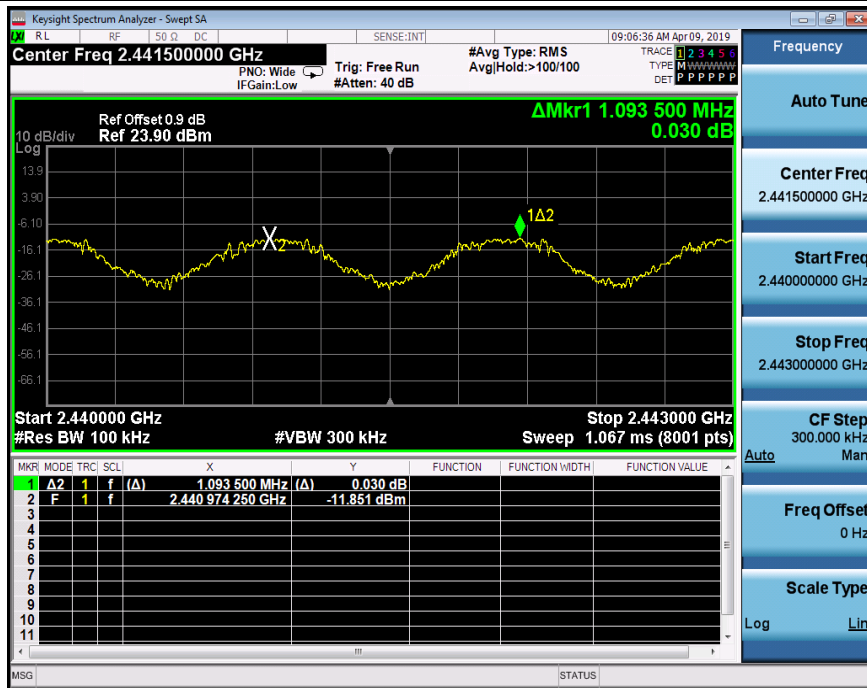 Keysight Spectrum Analyzer - Swept SA
LXI RL RF 50 Ω DC SENSE:INT 09:06:36 AM Apr 09, 2019
Center Freq 2.441500000 GHz
PNO: Wide
IFGain:Low
Trig: Free Run
#Atten: 40 dB
#Avg Type: RMS
Avg|Hold:>100/100
TRACE 1 2 3 4 5 6
TYPE M WWWWW
DET P P P P P P
ΔMkr1 1.093 500 MHz
0.030 dB
Ref Offset 0.9 dB
10 dB/div Ref 23.90 dBm
Log
13.9
3.90
-6.10
-16.1
-26.1
-36.1
-46.1
-56.1
-66.1
1Δ2
2
Start 2.440000 GHz Stop 2.443000 GHz
#Res BW 100 kHz #VBW 300 kHz Sweep 1.067 ms (8001 pts)
MKR MODE TRC SCL X Y FUNCTION FUNCTION WIDTH FUNCTION VALUE
1 Δ2 1 f (Δ) 1.093 500 MHz (Δ) 0.030 dB
2 F 1 f 2.440 974 250 GHz -11.851 dBm
3
4
5
6
7
8
9
10
11
MSG STATUS
Frequency
Auto Tune
Center Freq
2.441500000 GHz
Start Freq
2.440000000 GHz
Stop Freq
2.443000000 GHz
CF Step
300.000 kHz
Auto Man
Freq Offset
0 Hz
Scale Type
Log Lin